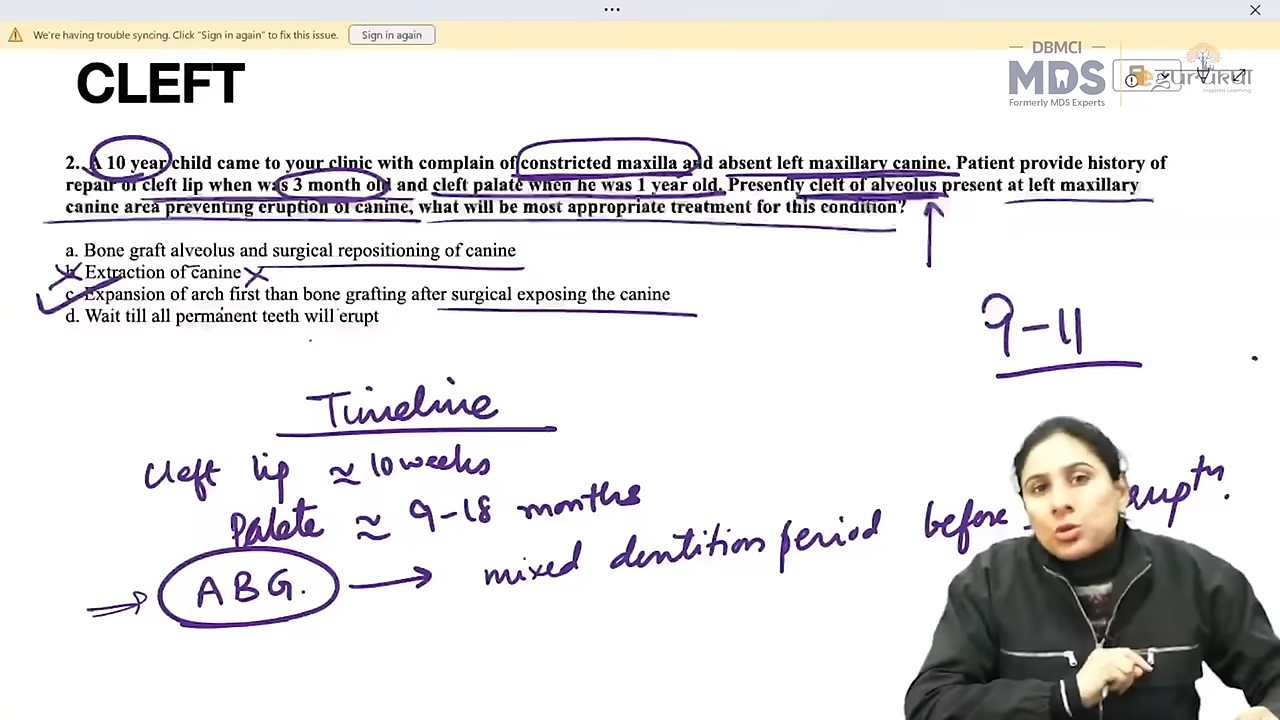 We're having trouble syncing. Click "Sign in again" to fix this issue. Sign in again
CLEFT
DBMCI
MDS
Formerly MDS Experts
egurukul
Inspired Learning
2. A 10 year child came to your clinic with complain of constricted maxilla and absent left maxillary canine. Patient provide history of
repair of cleft lip when was 3 month old and cleft palate when he was 1 year old. Presently cleft of alveolus present at left maxillary
canine area preventing eruption of canine, what will be most appropriate treatment for this condition?
a. Bone graft alveolus and surgical repositioning of canine
b. Extraction of canine
c. Expansion of arch first than bone grafting after surgical exposing the canine
d. Wait till all permanent teeth will erupt
9-11
Timeline
Cleft lip ≈ 10 weeks
Palate ≈ 9-18 months
⇒ ABG. → mixed dentition period before